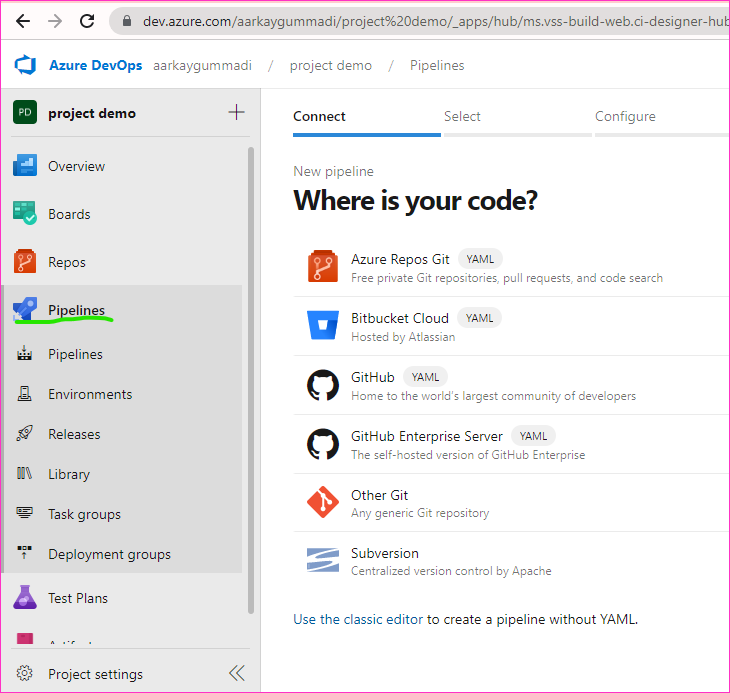 dev.azure.com/aarkaygummadi/project%20demo/_apps/hub/ms.vss-build-web.ci-designer-hub
Azure DevOps aarkaygummadi / project demo / Pipelines
PD project demo +
Overview
Boards
Repos
Pipelines
Pipelines
Environments
Releases
Library
Task groups
Deployment groups
Test Plans
Project settings
Connect Select Configure
New pipeline
Where is your code?
Azure Repos Git YAML
Free private Git repositories, pull requests, and code search
Bitbucket Cloud YAML
Hosted by Atlassian
GitHub YAML
Home to the world's largest community of developers
GitHub Enterprise Server YAML
The self-hosted version of GitHub Enterprise
Other Git
Any generic Git repository
Subversion
Centralized version control by Apache
Use the classic editor to create a pipeline without YAML.